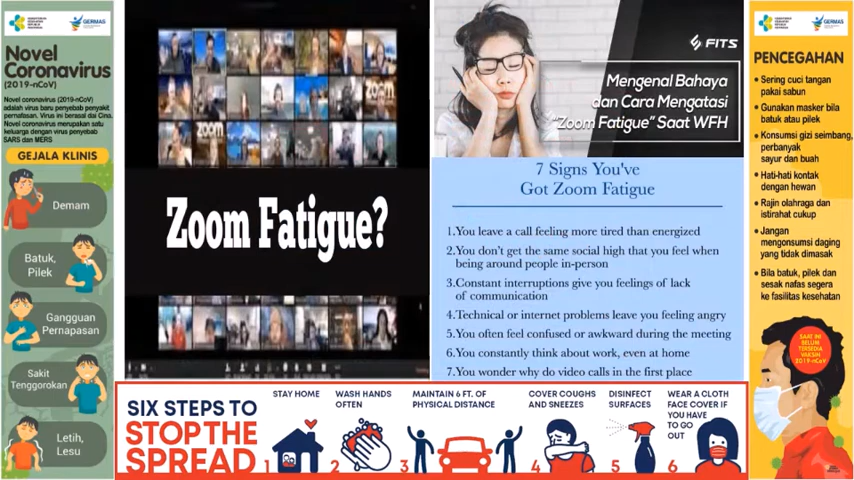 GERMAS
Novel
Coronavirus
(2019-nCoV)
Novel coronavirus (2019-nCoV)
adalah virus baru penyebab penyakit
pernafasan. Virus ini berasal dai Cina.
Novel coronavirus merupakan satu
keluarga dengan virus penyebab
SARS dan MERS
GEJALA KLINIS
Demam
Batuk,
Pilek
Gangguan
Pernapasan
Sakit
Tenggorokan
Letih,
Lesu
zoom
zoom
Zoom Fatigue?
FITS
Mengenal Bahaya
dan Cara Mengatasi
"Zoom Fatigue" Saat WFH
7 Signs You've
Got Zoom Fatigue
1.You leave a call feeling more tired than energized
2.You don't get the same social high that you feel when
being around people in-person
3.Constant interruptions give you feelings of lack
of communication
4.Technical or internet problems leave you feeling angry
5.You often feel confused or awkward during the meeting
6.You constantly think about work, even at home
7.You wonder why do video calls in the first place
SIX STEPS TO
STOP THE
SPREAD
STAY HOME
1
WASH HANDS
OFTEN
2
MAINTAIN 6 FT. OF
PHYSICAL DISTANCE
3
COVER COUGHS
AND SNEEZES
4
DISINFECT
SURFACES
5
WEAR A CLOTH
FACE COVER IF
YOU HAVE
TO GO
OUT
6
GERMAS
PENCEGAHAN
Sering cuci tangan
pakai sabun
Gunakan masker bila
batuk atau pilek
Konsumsi gizi seimbang,
perbanyak
sayur dan buah
Hati-hati kontak
dengan hewan
Rajin olahraga dan
istirahat cukup
Jangan
mengonsumsi daging
yang tidak dimasak
Bila batuk, pilek dan
sesak nafas segera
ke fasilitas kesehatan
SAAT INI
BELUM
TERSEDIA
VAKSIN
2019-nCoV